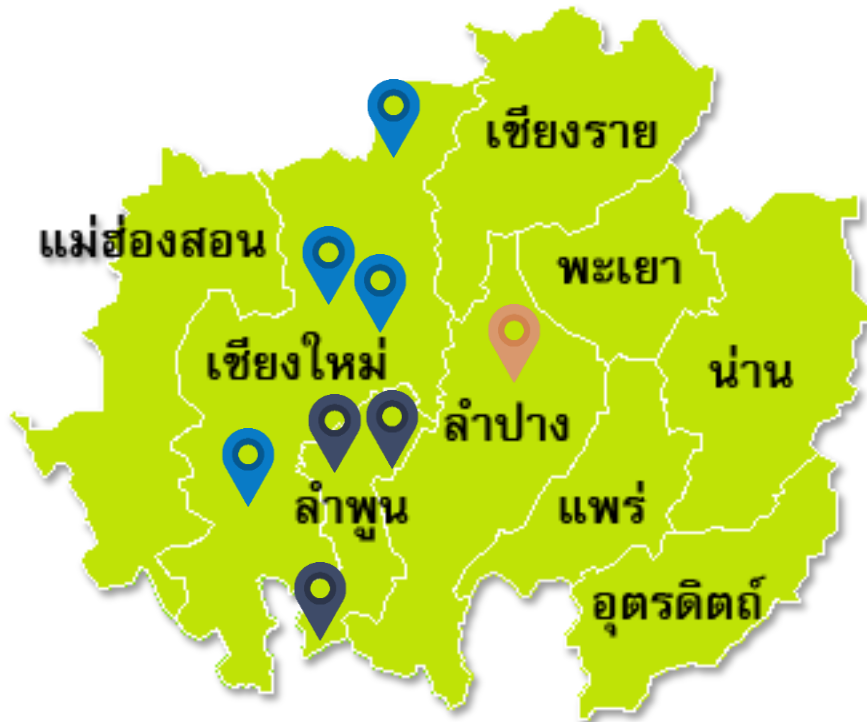 เชียงราย
แม่ฮ่องสอน
พะเยา
เชียงใหม่
น่าน
ลำปาง
ลำพูน
แพร่
อุตรดิตถ์